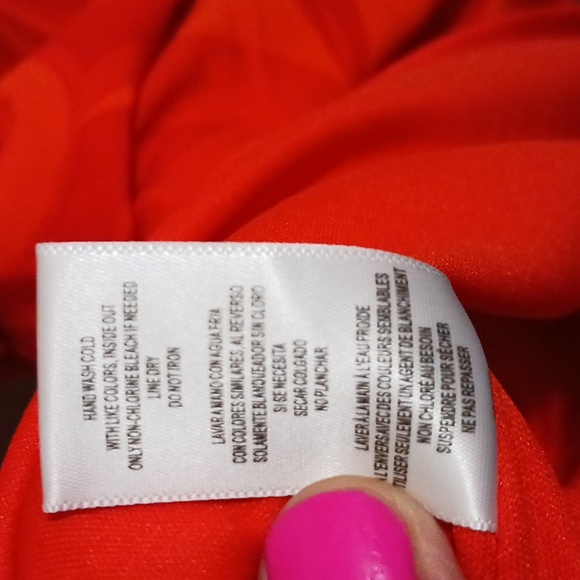 HAND WASH COLD
WITH LIKE COLORS, INSIDE OUT
ONLY NON-CHLORINE BLEACH IF NEEDED
LINE DRY
DO NOT IRON
LAVAR A MANO CON AGUA FRIA
CON COLORES SIMILARES, AL REVERSO
SOLAMENTE BLANQUEADOR SIN CLORO
SI SE NECESITA
SECAR COLGADO
NO PLANCHAR
LAVER A LA MAIN A L'EAU FROIDE
A L'ENVERS AVEC DES COULEURS SEMBLABLES
UTILISER SEULEMENT UN AGENT DE BLANCHIMENT
NON CHLORÉ AU BESOIN
SUSPENDRE POUR SÉCHER
NE PAS REPASSER